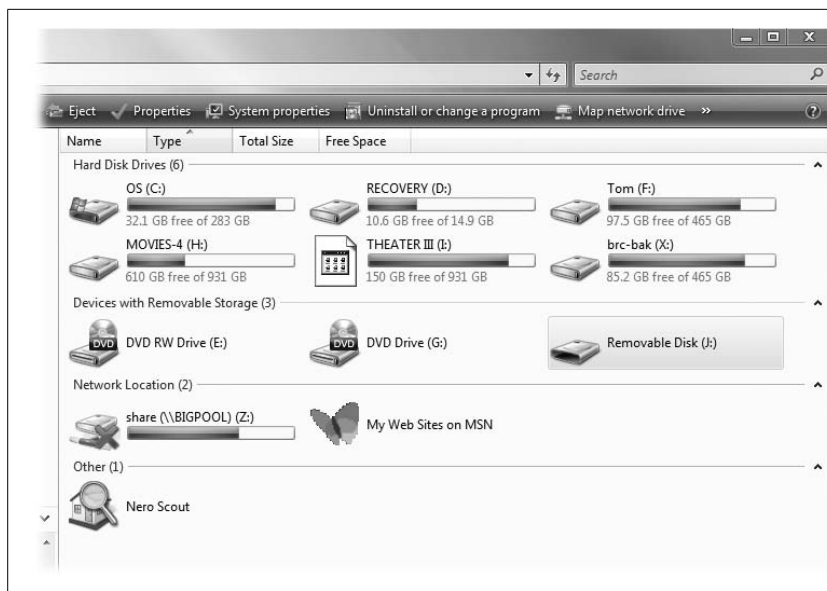 Search
Eject Properties System properties Uninstall or change a program Map network drive »
Name Type Total Size Free Space
Hard Disk Drives (6)
OS (C:) RECOVERY (D:) Tom (F:)
32.1 GB free of 283 GB 10.6 GB free of 14.9 GB 97.5 GB free of 465 GB
MOVIES-4 (H:) THEATER III (I:) brc-bak (X:)
610 GB free of 931 GB 150 GB free of 931 GB 85.2 GB free of 465 GB
Devices with Removable Storage (3)
DVD RW Drive (E:) DVD Drive (G:) Removable Disk (J:)
DVD DVD
Network Location (2)
share (\\BIGPOOL) (Z:) My Web Sites on MSN
Other (1)
Nero Scout